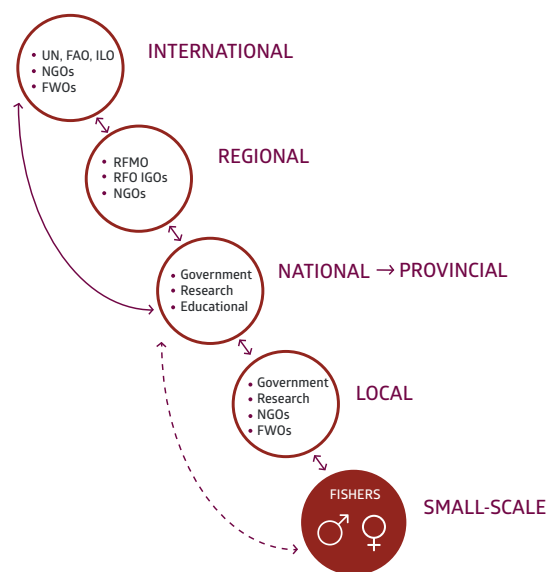 INTERNATIONAL
• UN, FAO, ILO
• NGOs
• FWOs
REGIONAL
• RFMO
• RFO IGOs
• NGOs
NATIONAL → PROVINCIAL
• Government
• Research
• Educational
LOCAL
• Government
• Research
• NGOs
• FWOs
SMALL-SCALE
FISHERS